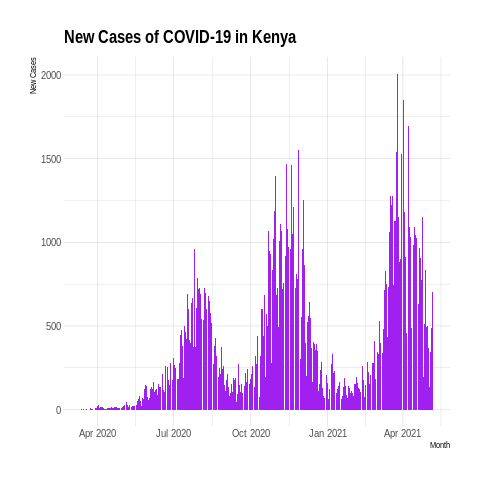 New Cases of COVID-19 in Kenya
New Cases
2000
1500
1000
500
0
Apr 2020
Jul 2020
Oct 2020
Jan 2021
Apr 2021
Month